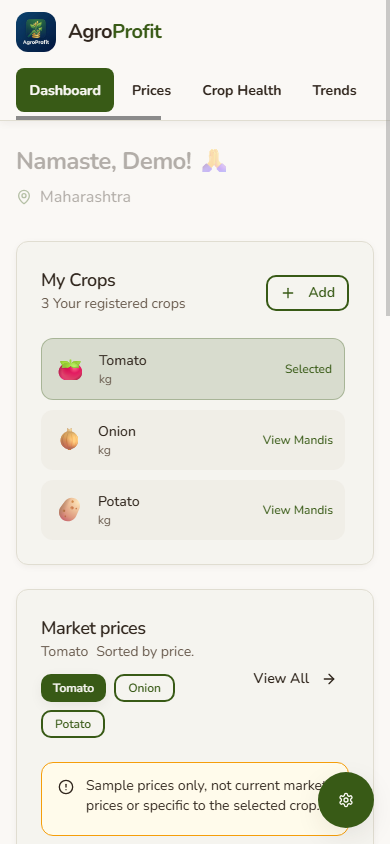 AgroProfit
AgroProfit
Dashboard
Prices
Crop Health
Trends
Namaste, Demo! 🙏
Maharashtra
My Crops
3 Your registered crops
Add
Tomato
kg
Selected
Onion
kg
View Mandis
Potato
kg
View Mandis
Market prices
Tomato Sorted by price.
View All
Tomato
Onion
Potato
Sample prices only, not current market
prices or specific to the selected crop.